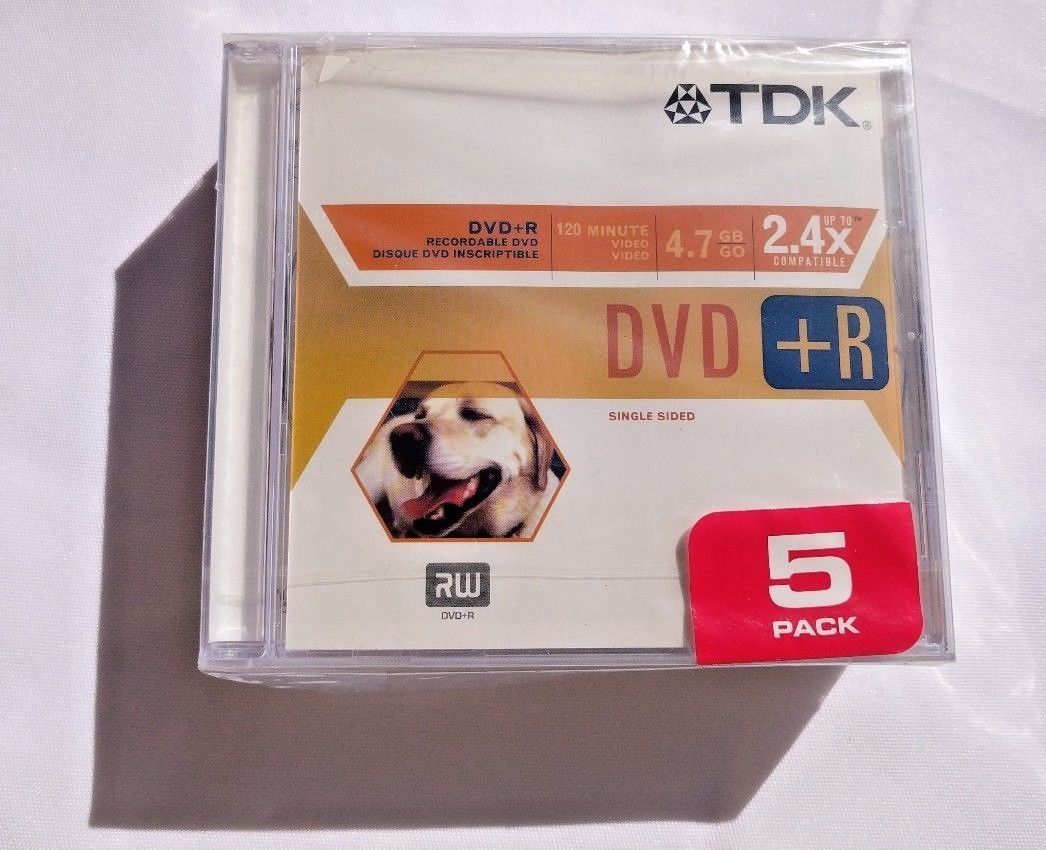 TDK®
DVD+R
RECORDABLE DVD
DISQUE DVD INSCRIPTIBLE
120 MINUTE
VIDEO
VIDÉO
4.7 GB
GO
UP TO™
2.4x
COMPATIBLE
DVD +R
SINGLE SIDED
RW
DVD+R
5
PACK